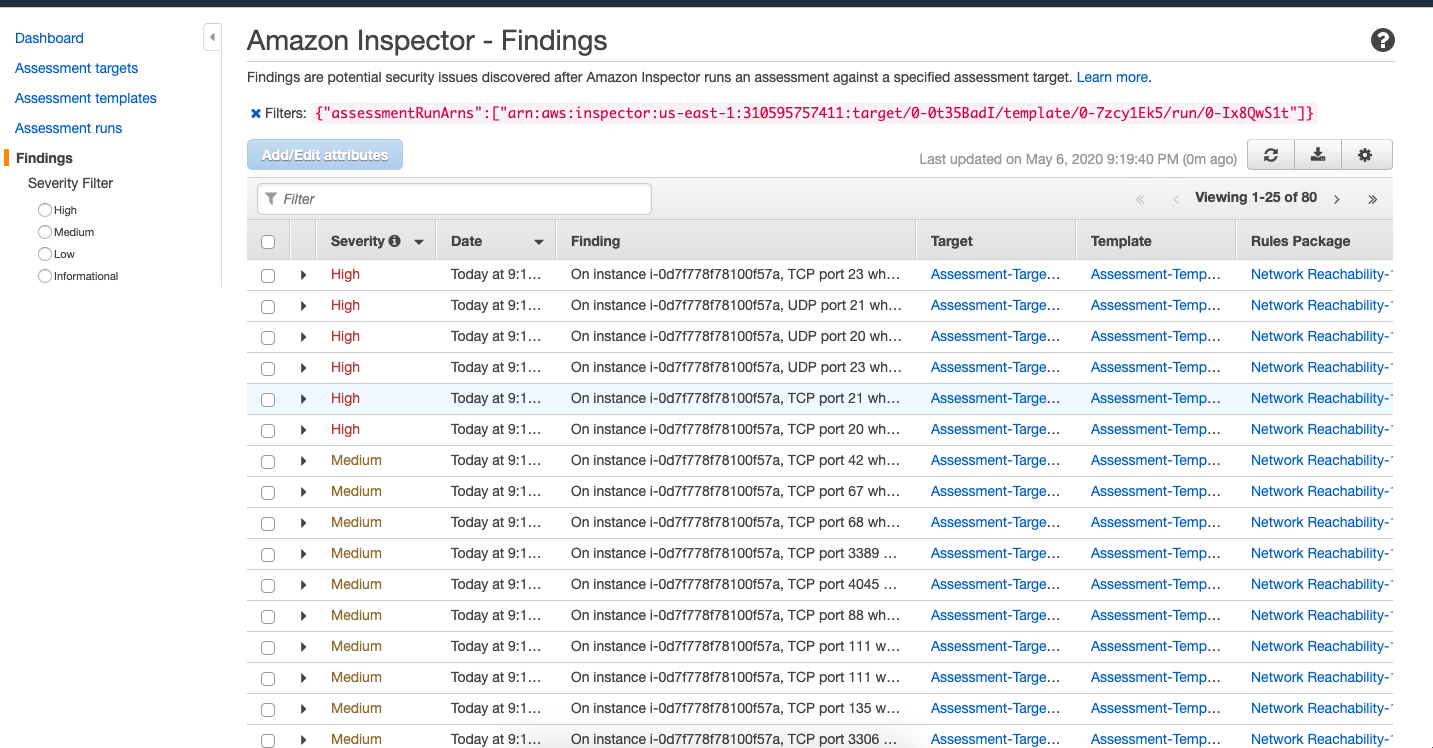 Dashboard
Assessment targets
Assessment templates
Assessment runs
Findings
Severity Filter
High
Medium
Low
Informational
Amazon Inspector - Findings
Findings are potential security issues discovered after Amazon Inspector runs an assessment against a specified assessment target. Learn more.
Filters: {"assessmentRunArns":["arn:aws:inspector:us-east-1:310595757411:target/0-0t35BadI/template/0-7zcy1Ek5/run/0-Ix8QwS1t"]}
Add/Edit attributes
Last updated on May 6, 2020 9:19:40 PM (0m ago)
Filter
« ‹ Viewing 1-25 of 80 › »
Severity Date Finding Target Template Rules Package
High Today at 9:1... On instance i-0d7f778f78100f57a, TCP port 23 wh... Assessment-Targe... Assessment-Temp... Network Reachability-1
High Today at 9:1... On instance i-0d7f778f78100f57a, UDP port 21 wh... Assessment-Targe... Assessment-Temp... Network Reachability-1
High Today at 9:1... On instance i-0d7f778f78100f57a, UDP port 20 wh... Assessment-Targe... Assessment-Temp... Network Reachability-1
High Today at 9:1... On instance i-0d7f778f78100f57a, UDP port 23 wh... Assessment-Targe... Assessment-Temp... Network Reachability-1
High Today at 9:1... On instance i-0d7f778f78100f57a, TCP port 21 wh... Assessment-Targe... Assessment-Temp... Network Reachability-1
High Today at 9:1... On instance i-0d7f778f78100f57a, TCP port 20 wh... Assessment-Targe... Assessment-Temp... Network Reachability-1
Medium Today at 9:1... On instance i-0d7f778f78100f57a, TCP port 42 wh... Assessment-Targe... Assessment-Temp... Network Reachability-1
Medium Today at 9:1... On instance i-0d7f778f78100f57a, TCP port 67 wh... Assessment-Targe... Assessment-Temp... Network Reachability-1
Medium Today at 9:1... On instance i-0d7f778f78100f57a, TCP port 68 wh... Assessment-Targe... Assessment-Temp... Network Reachability-1
Medium Today at 9:1... On instance i-0d7f778f78100f57a, TCP port 3389 ... Assessment-Targe... Assessment-Temp... Network Reachability-1
Medium Today at 9:1... On instance i-0d7f778f78100f57a, TCP port 4045 ... Assessment-Targe... Assessment-Temp... Network Reachability-1
Medium Today at 9:1... On instance i-0d7f778f78100f57a, TCP port 88 wh... Assessment-Targe... Assessment-Temp... Network Reachability-1
Medium Today at 9:1... On instance i-0d7f778f78100f57a, TCP port 111 w... Assessment-Targe... Assessment-Temp... Network Reachability-1
Medium Today at 9:1... On instance i-0d7f778f78100f57a, TCP port 111 w... Assessment-Targe... Assessment-Temp... Network Reachability-1
Medium Today at 9:1... On instance i-0d7f778f78100f57a, TCP port 135 w... Assessment-Targe... Assessment-Temp... Network Reachability-1
Medium Today at 9:1... On instance i-0d7f778f78100f57a, TCP port 3306 ... Assessment-Targe... Assessment-Temp... Network Reachability-1